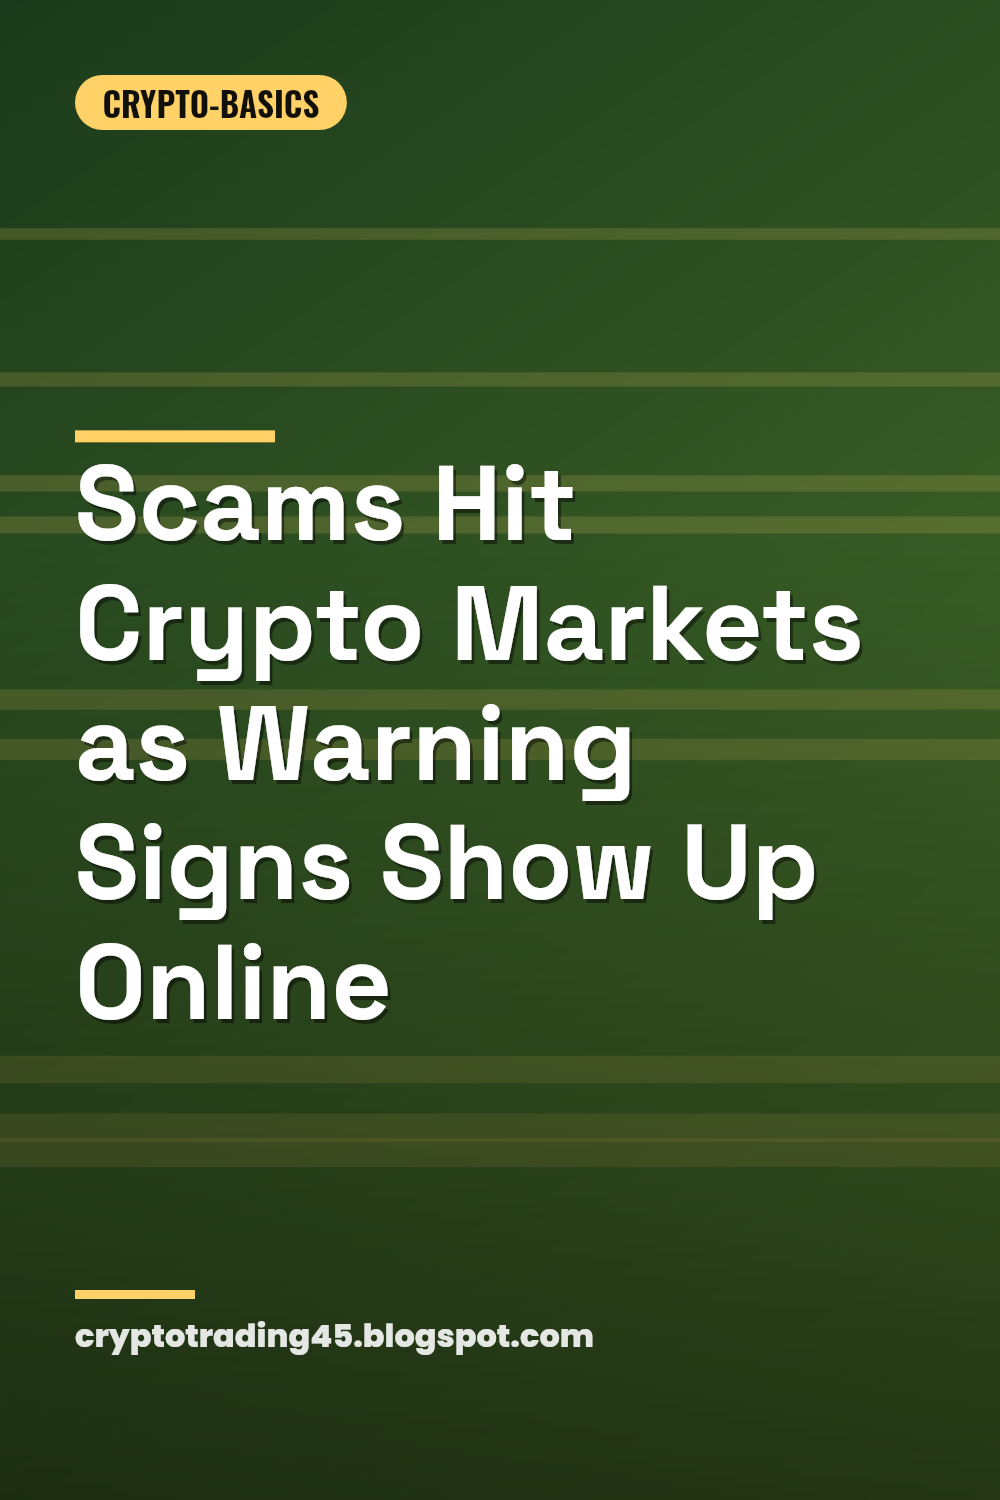 CRYPTO-BASICS
Scams Hit
Crypto Markets
as Warning
Signs Show Up
Online
cryptotrading45.blogspot.com